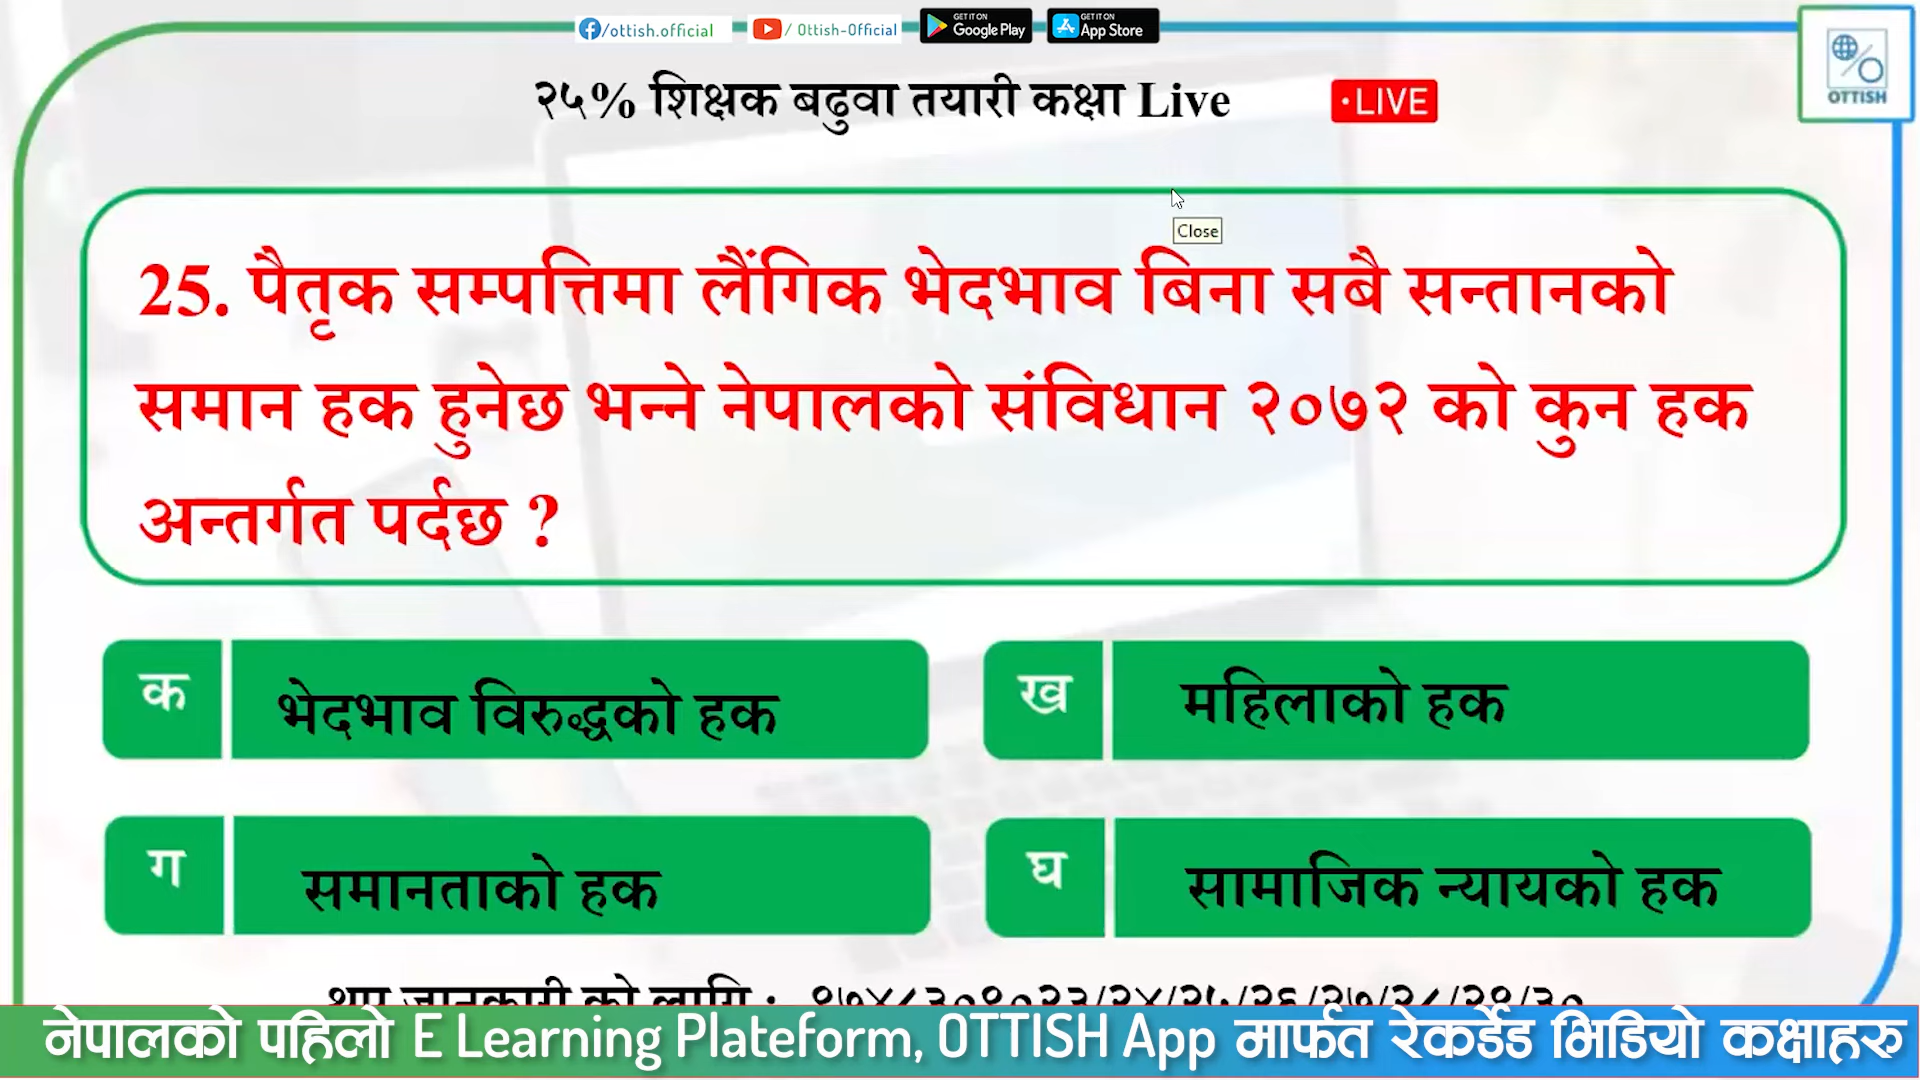 /ottish.official
/ Ottish-Official
GET IT ON
Google Play
GET IT ON
App Store
OTTISH
२५% शिक्षक बढुवा तयारी कक्षा Live
LIVE
Close
25. पैतृक सम्पत्तिमा लैंगिक भेदभाव बिना सबै सन्तानको
समान हक हुनेछ भन्ने नेपालको संविधान २०७२ को कुन हक
अन्तर्गत पर्दछ ?
क भेदभाव विरुद्धको हक
ख महिलाको हक
ग समानताको हक
घ सामाजिक न्यायको हक
थप जानकारी को लागि :
नेपालको पहिलो E Learning Plateform, OTTISH App मार्फत रेकर्डेड भिडियो कक्षाहरु